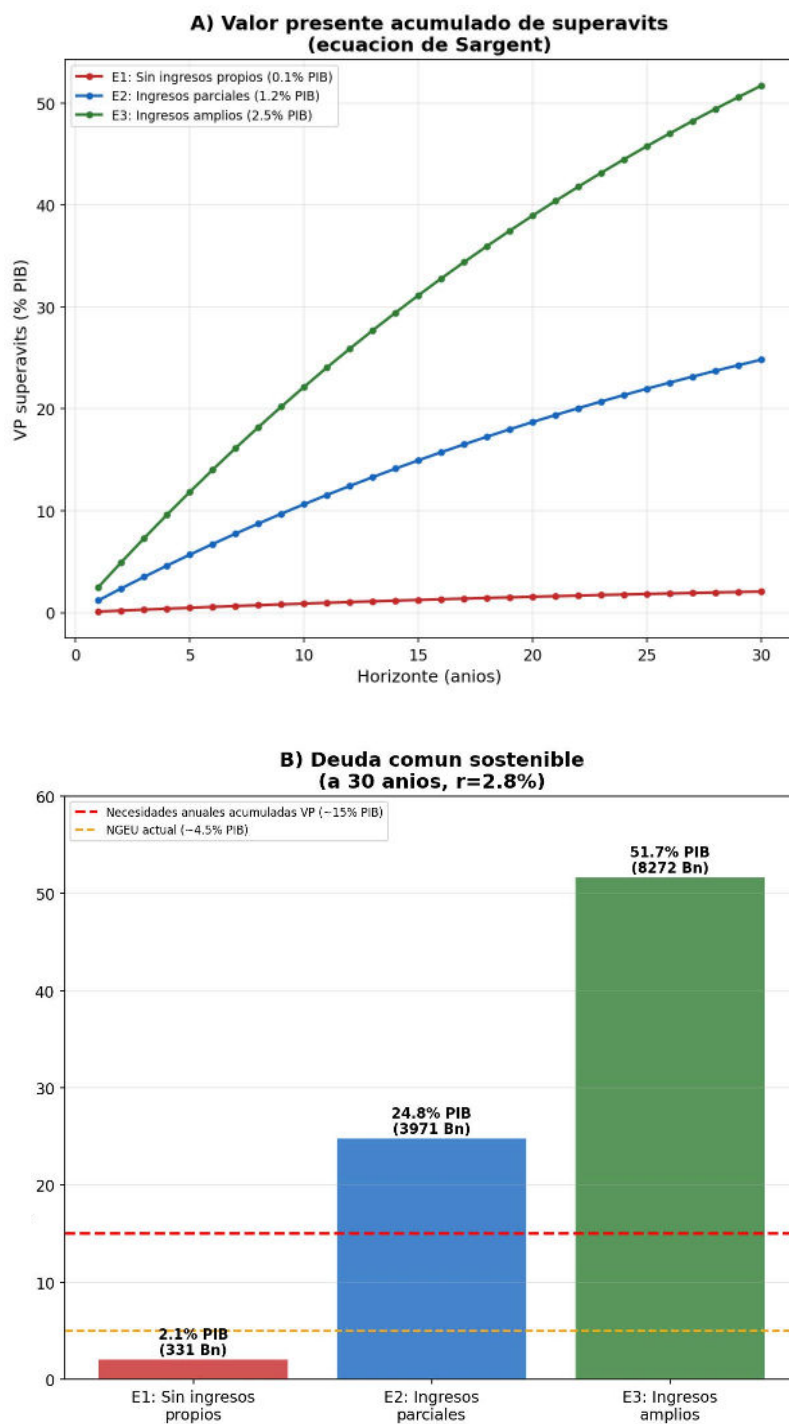 A) Valor presente acumulado de superavits
(ecuacion de Sargent)
E1: Sin ingresos propios (0.1% PIB)
E2: Ingresos parciales (1.2% PIB)
E3: Ingresos amplios (2.5% PIB)
VP superavits (% PIB)
50
40
30
20
10
0
0
5
10
15
20
25
30
Horizonte (anios)
B) Deuda comun sostenible
(a 30 anios, r=2.8%)
Necesidades anuales acumuladas VP (~15% PIB)
NGEU actual (~4.5% PIB)
60
50
40
30
20
10
0
51.7% PIB
(8272 Bn)
24.8% PIB
(3971 Bn)
2.1% PIB
(331 Bn)
E1: Sin ingresos
propios
E2: Ingresos
parciales
E3: Ingresos
amplios